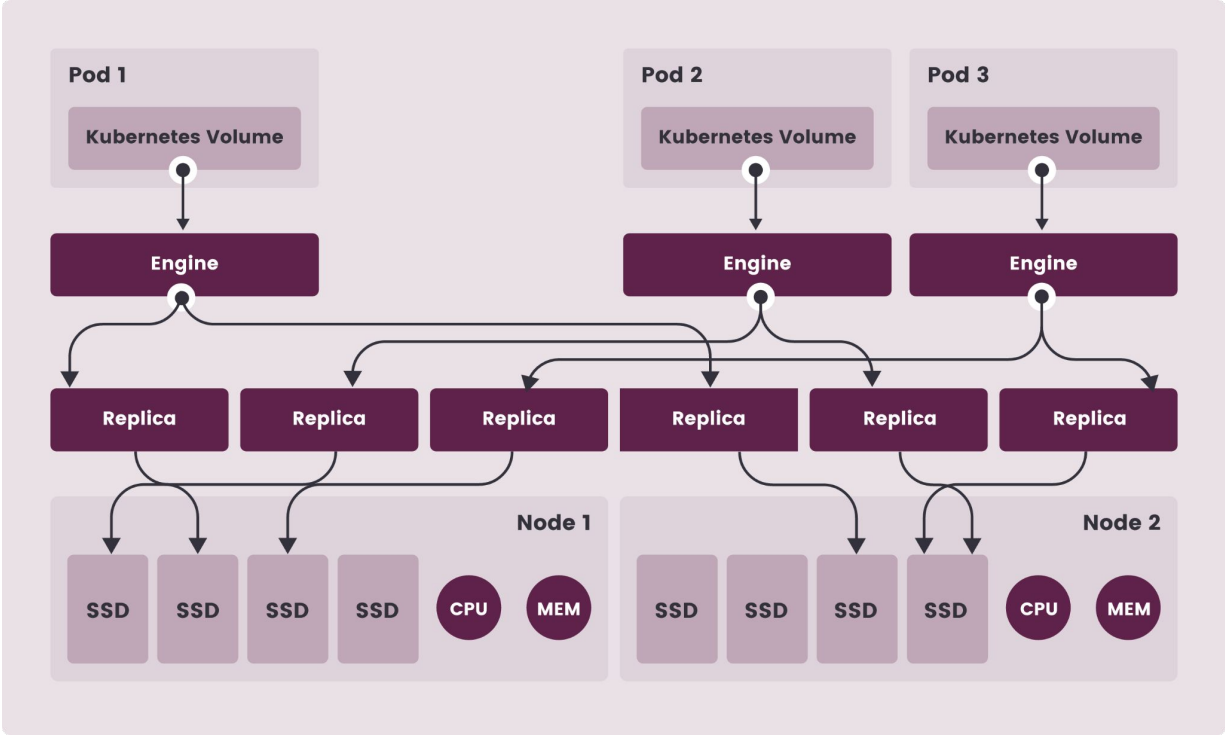 Pod 1
Pod 2
Pod 3
Kubernetes Volume
Kubernetes Volume
Kubernetes Volume
Engine
Engine
Engine
Replica
Replica
Replica
Replica
Replica
Replica
Node 1
Node 2
SSD
SSD
SSD
SSD
CPU
MEM
SSD
SSD
SSD
SSD
CPU
MEM